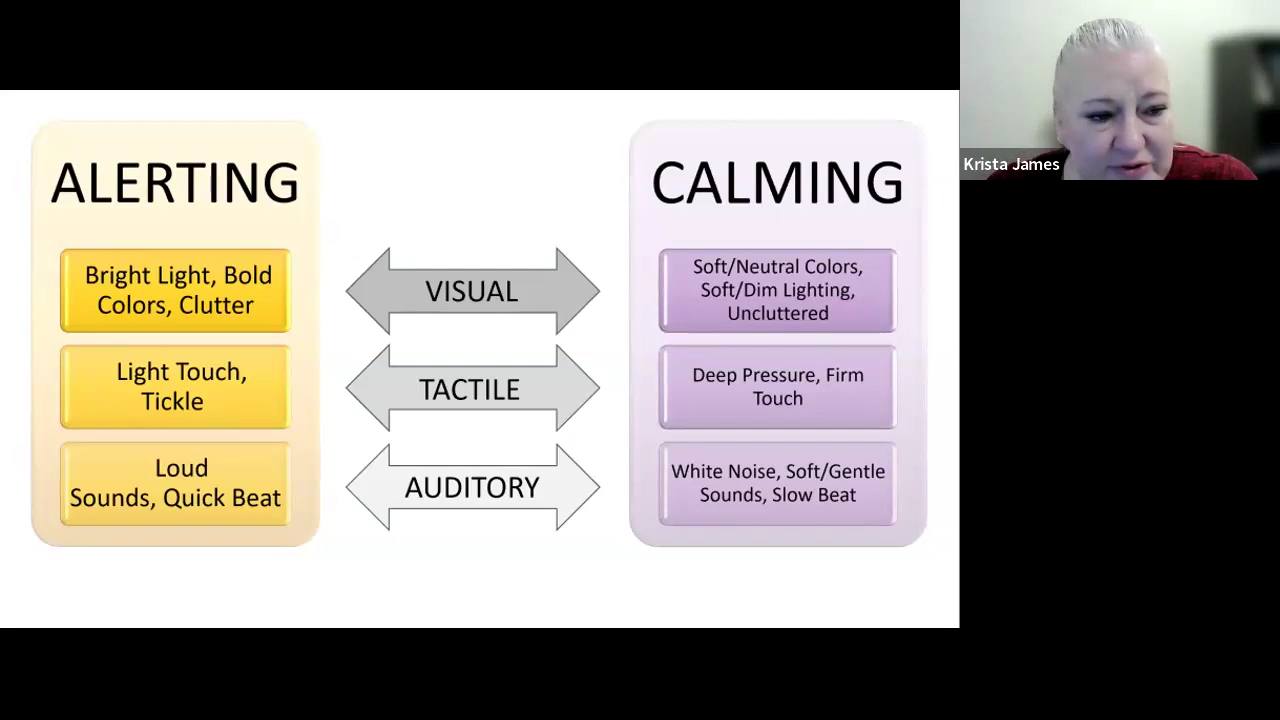 ALERTING
Bright Light, Bold
Colors, Clutter
Light Touch,
Tickle
Loud
Sounds, Quick Beat
VISUAL
TACTILE
AUDITORY
CALMING
Soft/Neutral Colors,
Soft/Dim Lighting,
Uncluttered
Deep Pressure, Firm
Touch
White Noise, Soft/Gentle
Sounds, Slow Beat
Krista James